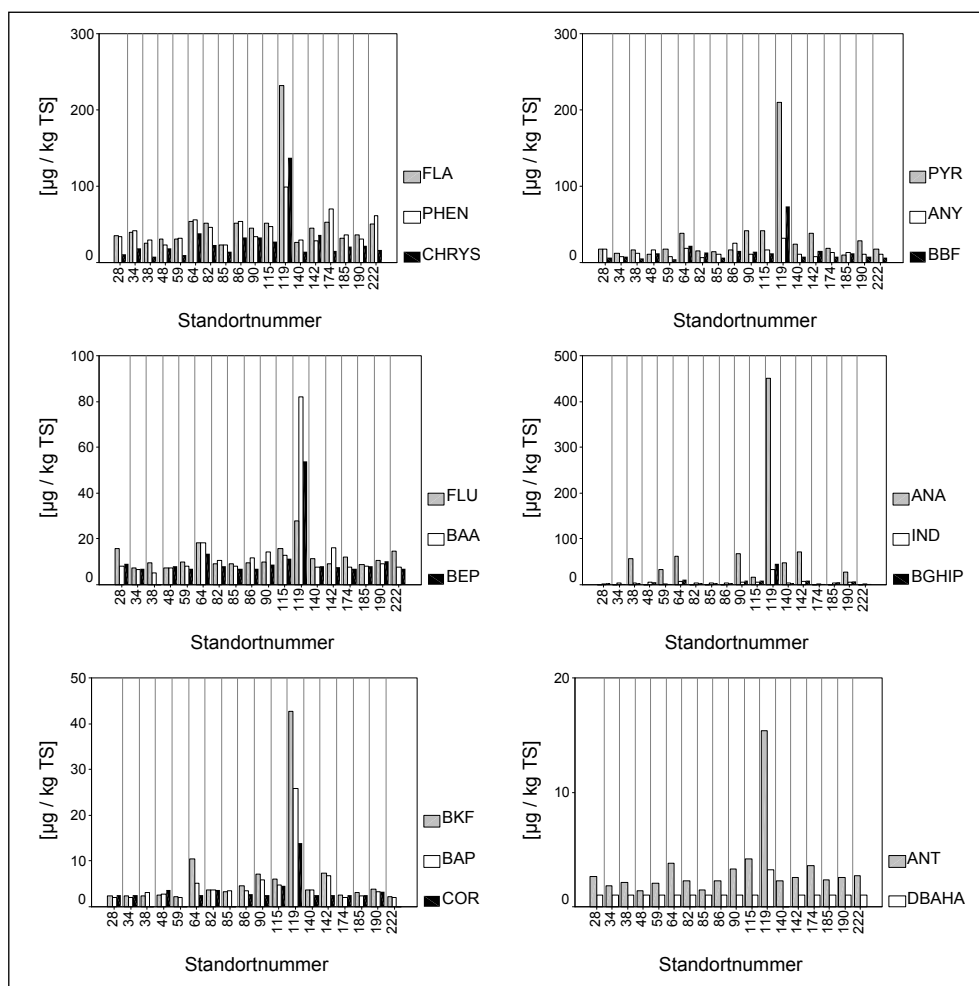 [µg / kg TS]
300
200
100
0
28 34 38 48 59 64 82 85 86 90 115 119 140 142 174 185 190 222
Standortnummer
FLA
PHEN
CHRYS
[µg / kg TS]
300
200
100
0
28 34 38 48 59 64 82 85 86 90 115 119 140 142 174 185 190 222
Standortnummer
PYR
ANY
BBF
[µg / kg TS]
100
80
60
40
20
0
28 34 38 48 59 64 82 85 86 90 115 119 140 142 174 185 190 222
Standortnummer
FLU
BAA
BEP
[µg / kg TS]
500
400
300
200
100
0
28 34 38 48 59 64 82 85 86 90 115 119 140 142 174 185 190 222
Standortnummer
ANA
IND
BGHIP
[µg / kg TS]
50
40
30
20
10
0
28 34 38 48 59 64 82 85 86 90 115 119 140 142 174 185 190 222
Standortnummer
BKF
BAP
COR
[µg / kg TS]
20
10
0
28 34 38 48 59 64 82 85 86 90 115 119 140 142 174 185 190 222
Standortnummer
ANT
DBAHA